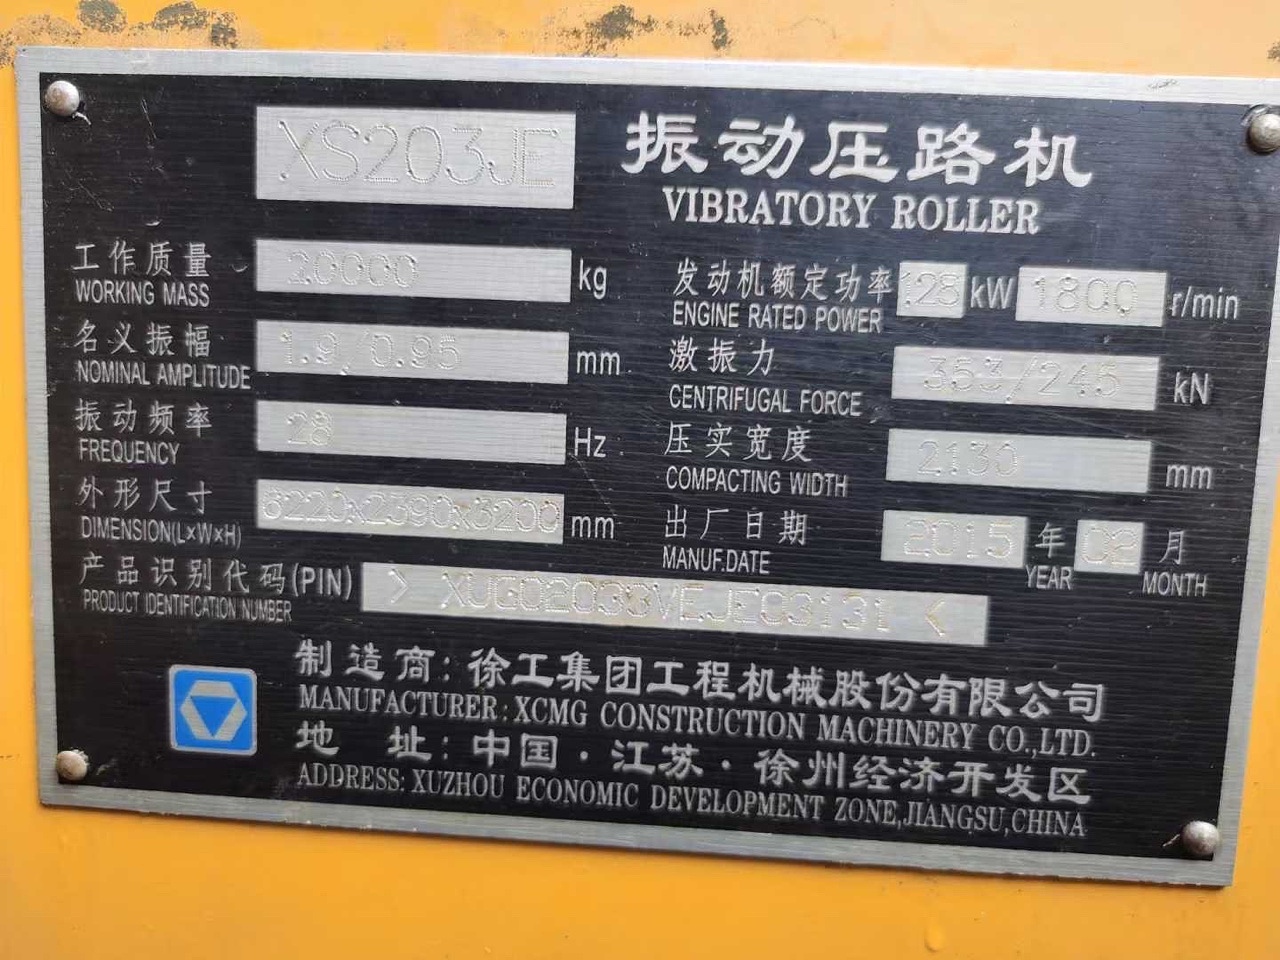 XS203JE 振动压路机
VIBRATORY ROLLER
工作质量 20000 kg
WORKING MASS
发动机额定功率 128 kW 1800 r/min
ENGINE RATED POWER
名义振幅 1.9/0.95 mm
NOMINAL AMPLITUDE
激振力 353/245 kN
CENTRIFUGAL FORCE
振动频率 28 Hz
FREQUENCY
压实宽度 2130 mm
COMPACTING WIDTH
外形尺寸 6220x2390x3200 mm
DIMENSION(L×W×H)
出厂日期 2015 年 02 月
MANUF.DATE YEAR MONTH
产品识别代码(PIN) > XUG02033VEJE03131 <
PRODUCT IDENTIFICATION NUMBER
制造商:徐工集团工程机械股份有限公司
MANUFACTURER: XCMG CONSTRUCTION MACHINERY CO.,LTD.
地 址:中国·江苏·徐州经济开发区
ADDRESS: XUZHOU ECONOMIC DEVELOPMENT ZONE,JIANGSU,CHINA